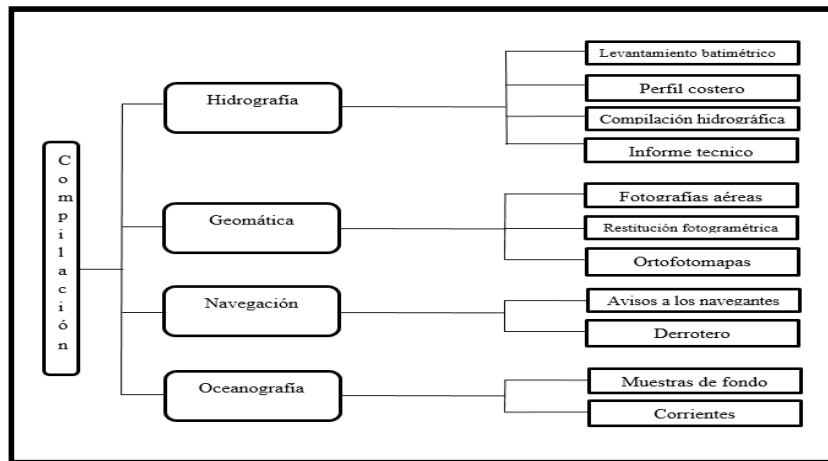 Compilación
Hidrografía
Levantamiento batimétrico
Perfil costero
Compilación hidrográfica
Informe tecnico
Geomática
Fotografías aéreas
Restitución fotogramétrica
Ortofotomapas
Navegación
Avisos a los navegantes
Derrotero
Oceanografía
Muestras de fondo
Corrientes